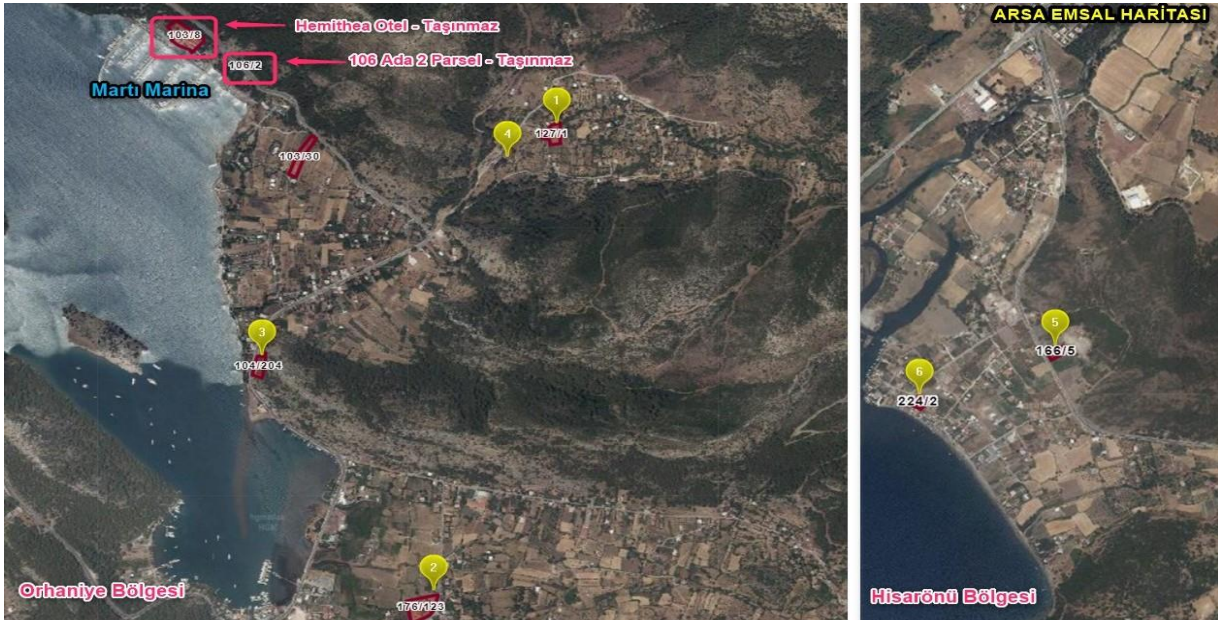 ARSA EMSAL HARİTASI
103/8
Hemithea Otel - Taşınmaz
106/2
106 Ada 2 Parsel - Taşınmaz
Martı Marina
1
127/1
4
103/30
3
104/204
5
166/5
6
224/2
2
176/123
Orhaniye Bölgesi
Hisarönü Bölgesi